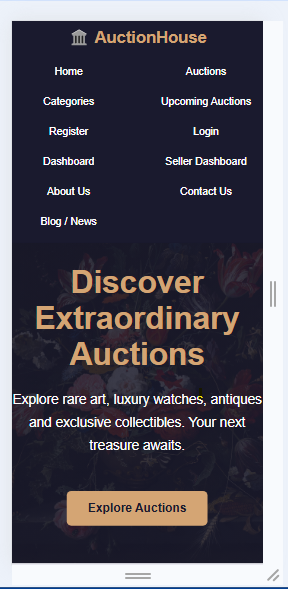 AuctionHouse
Home Auctions
Categories Upcoming Auctions
Register Login
Dashboard Seller Dashboard
About Us Contact Us
Blog / News
Discover
Extraordinary
Auctions
Explore rare art, luxury watches, antiques
and exclusive collectibles. Your next
treasure awaits.
Explore Auctions